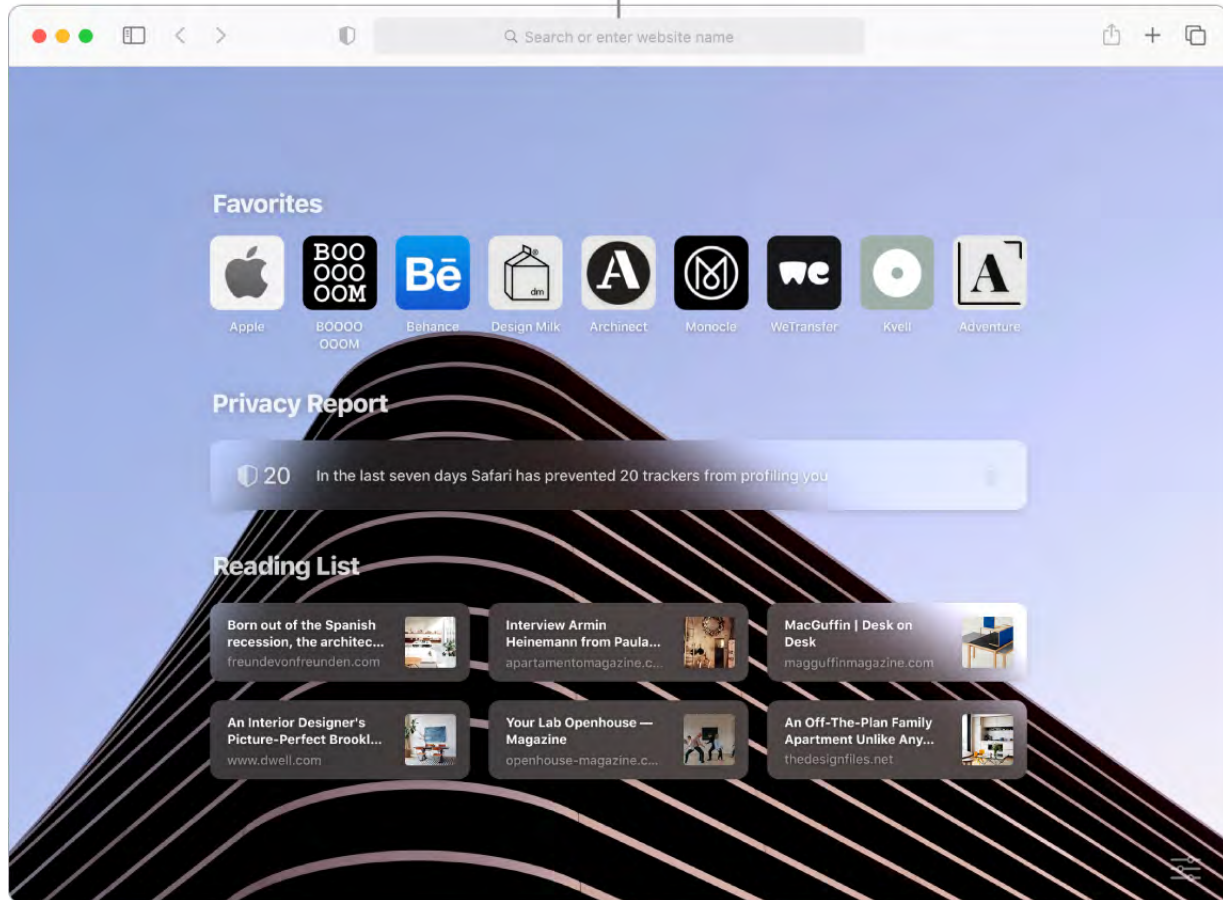 Search or enter website name
Favorites
BOO
OOO
OOM
Bē
dm
A
M
we
A
Apple
BOOOO
OOOM
Behance
Design Milk
Archinect
Monocle
WeTransfer
Kvell
Adventure
Privacy Report
20
In the last seven days Safari has prevented 20 trackers from profiling you
Reading List
Born out of the Spanish
recession, the architec...
freundevonfreunden.com
Interview Armin
Heinemann from Paula...
apartamentomagazine.c...
MacGuffin | Desk on
Desk
magguffinmagazine.com
An Interior Designer's
Picture-Perfect Brookl...
www.dwell.com
Your Lab Openhouse —
Magazine
openhouse-magazine.c...
An Off-The-Plan Family
Apartment Unlike Any...
thedesignfiles.net